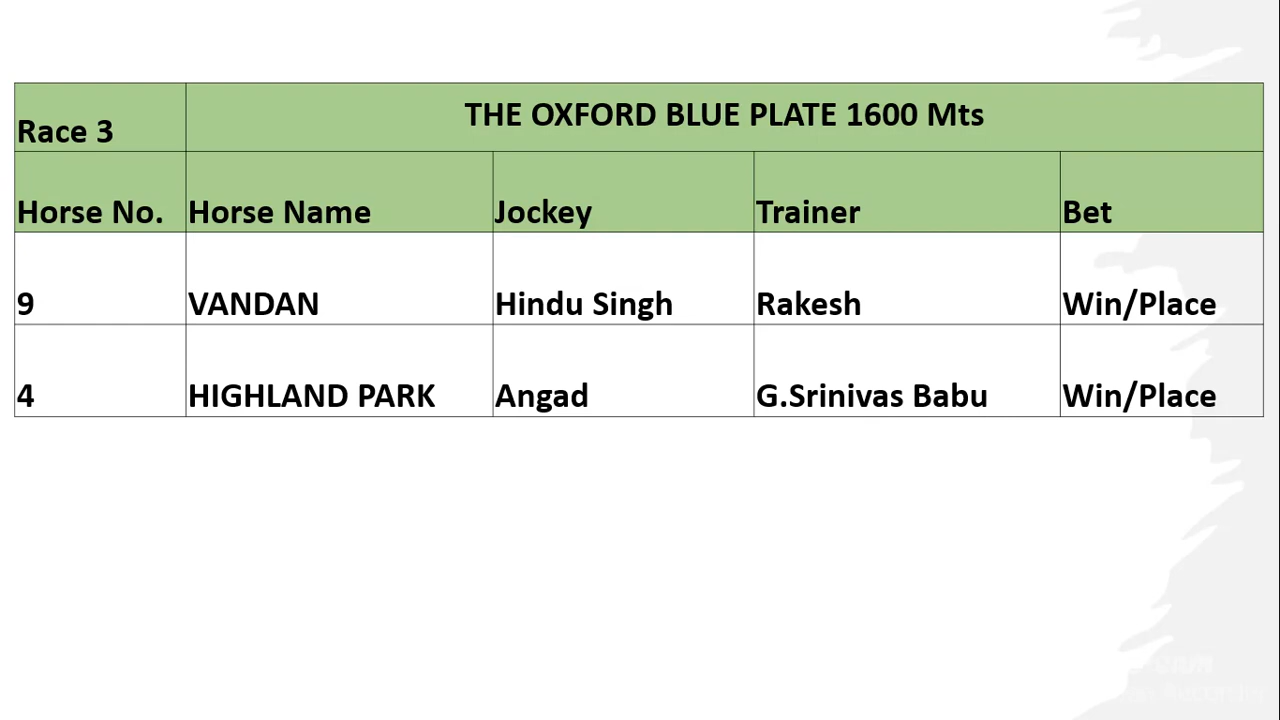 Race 3 THE OXFORD BLUE PLATE 1600 Mts
Horse No. Horse Name Jockey Trainer Bet
9 VANDAN Hindu Singh Rakesh Win/Place
4 HIGHLAND PARK Angad G.Srinivas Babu Win/Place